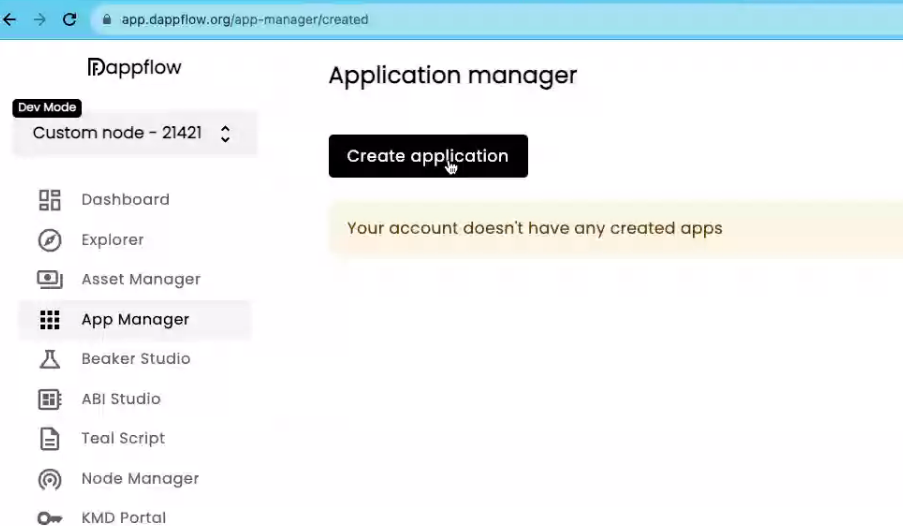 app.dappflow.org/app-manager/created
Dappflow
Dev Mode
Custom node - 21421
Dashboard
Explorer
Asset Manager
App Manager
Beaker Studio
ABI Studio
Teal Script
Node Manager
KMD Portal
Application manager
Create application
Your account doesn't have any created apps